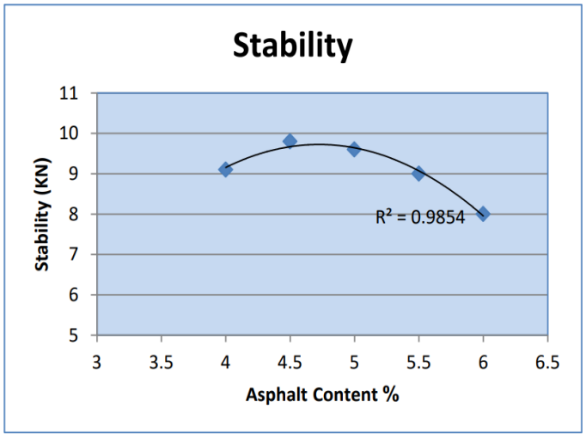 Stability
11
10
9
8
7
6
5
Stability (KN)
R² = 0.9854
3 3.5 4 4.5 5 5.5 6 6.5
Asphalt Content %